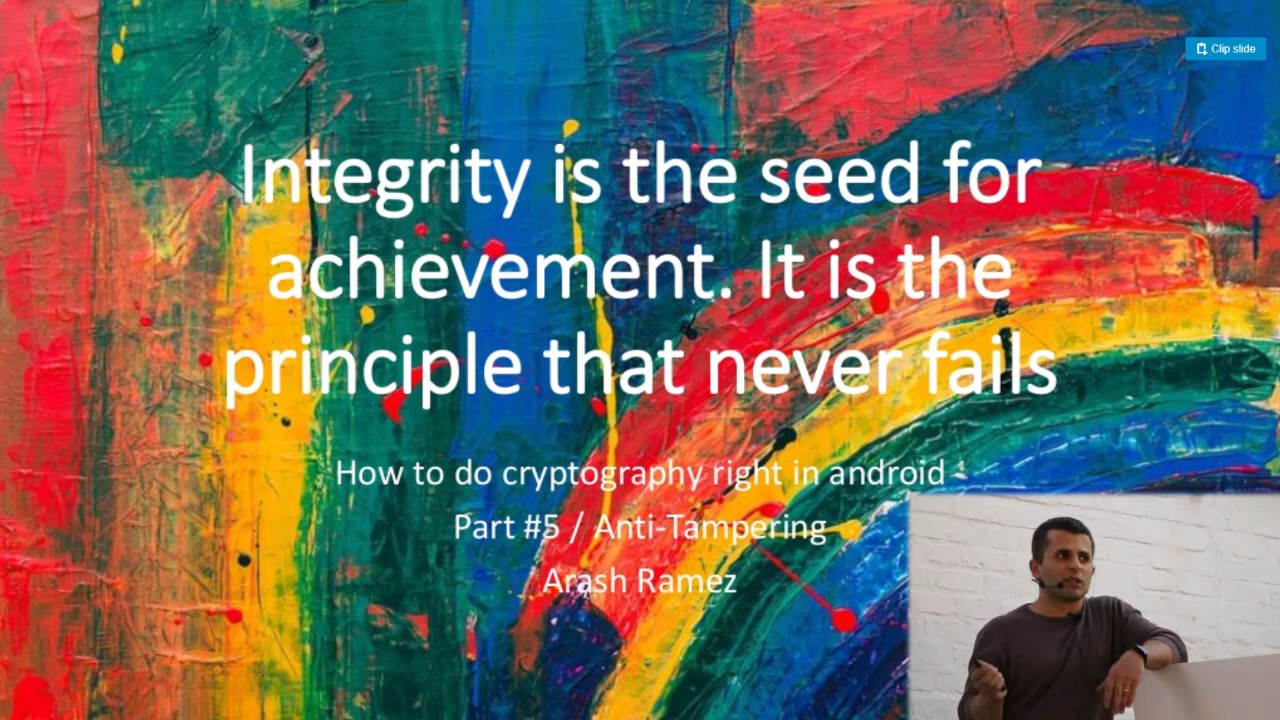 Clip slide
Integrity is the seed for
achievement. It is the
principle that never fails
How to do cryptography right in android
Part #5 / Anti-Tampering
Arash Ramez